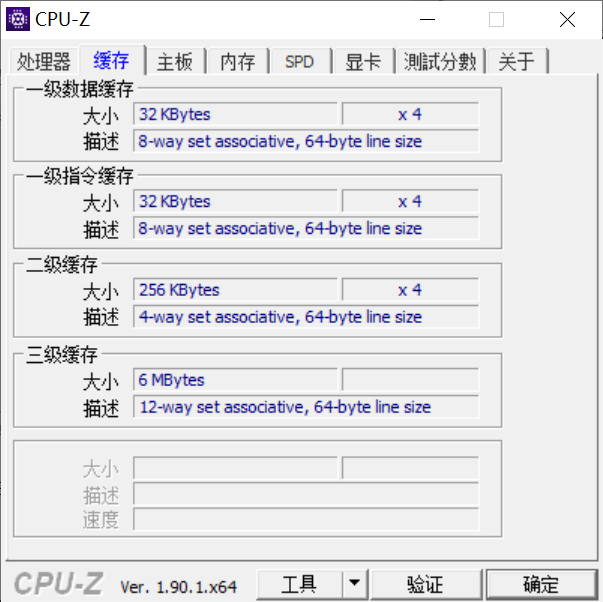 CPU-Z
处理器 缓存 主板 内存 SPD 显卡 測試分數 关于
一级数据缓存
大小 32 KBytes x 4
描述 8-way set associative, 64-byte line size
一级指令缓存
大小 32 KBytes x 4
描述 8-way set associative, 64-byte line size
二级缓存
大小 256 KBytes x 4
描述 4-way set associative, 64-byte line size
三级缓存
大小 6 MBytes
描述 12-way set associative, 64-byte line size
大小
描述
速度
CPU-Z Ver. 1.90.1.x64 工具 验证 确定